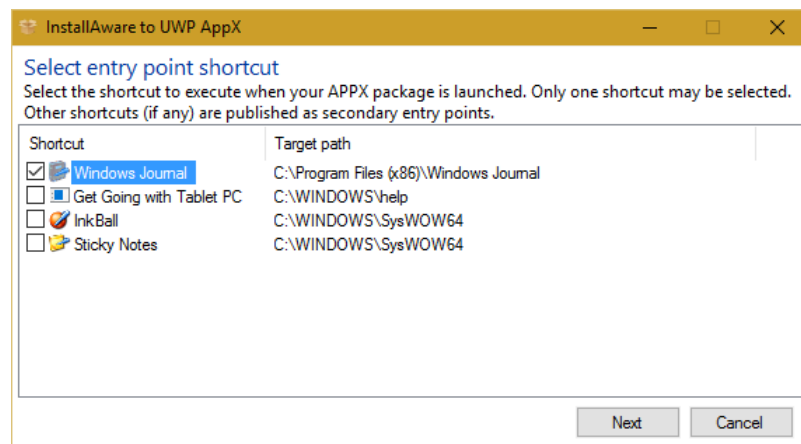 InstallAware to UWP AppX
Select entry point shortcut
Select the shortcut to execute when your APPX package is launched. Only one shortcut may be selected.
Other shortcuts (if any) are published as secondary entry points.
Shortcut Target path
Windows Journal C:\Program Files (x86)\Windows Journal
Get Going with Tablet PC C:\WINDOWS\help
InkBall C:\WINDOWS\SysWOW64
Sticky Notes C:\WINDOWS\SysWOW64
Next Cancel